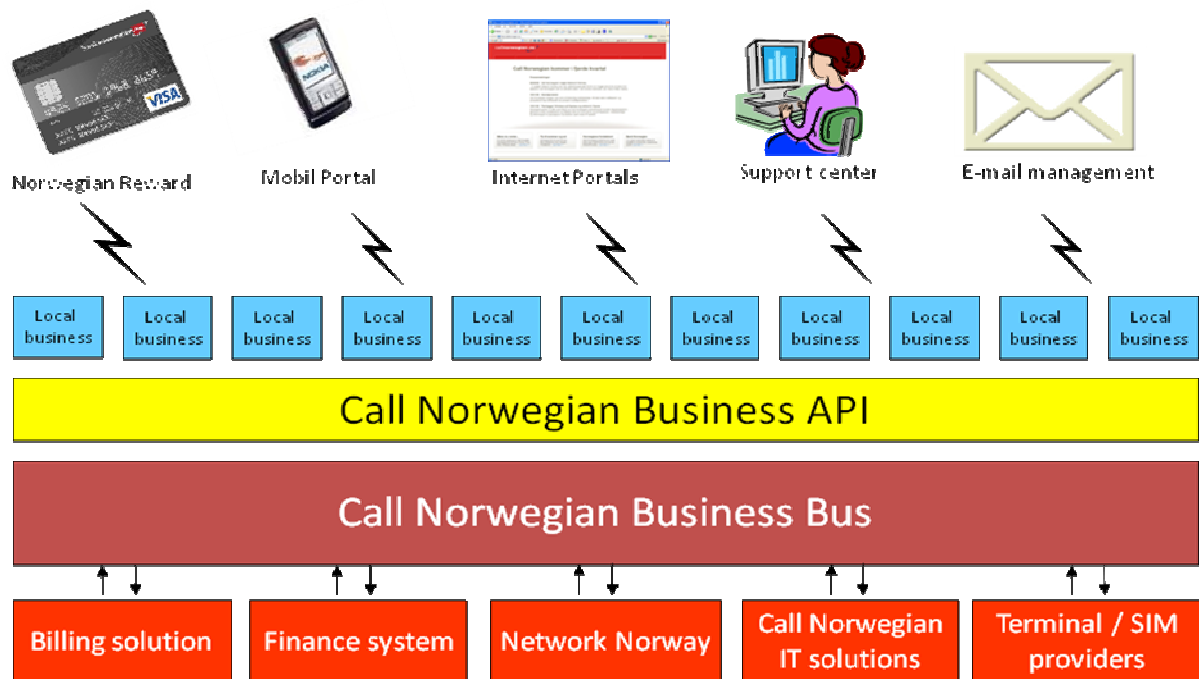 VISA
NOKIA
Norwegian Reward
Mobil Portal
Internet Portals
Support center
E-mail management
Local
business
Local
business
Local
business
Local
business
Local
business
Local
business
Local
business
Local
business
Local
business
Local
business
Local
business
Call Norwegian Business API
Call Norwegian Business Bus
Billing solution
Finance system
Network Norway
Call Norwegian
IT solutions
Terminal / SIM
providers